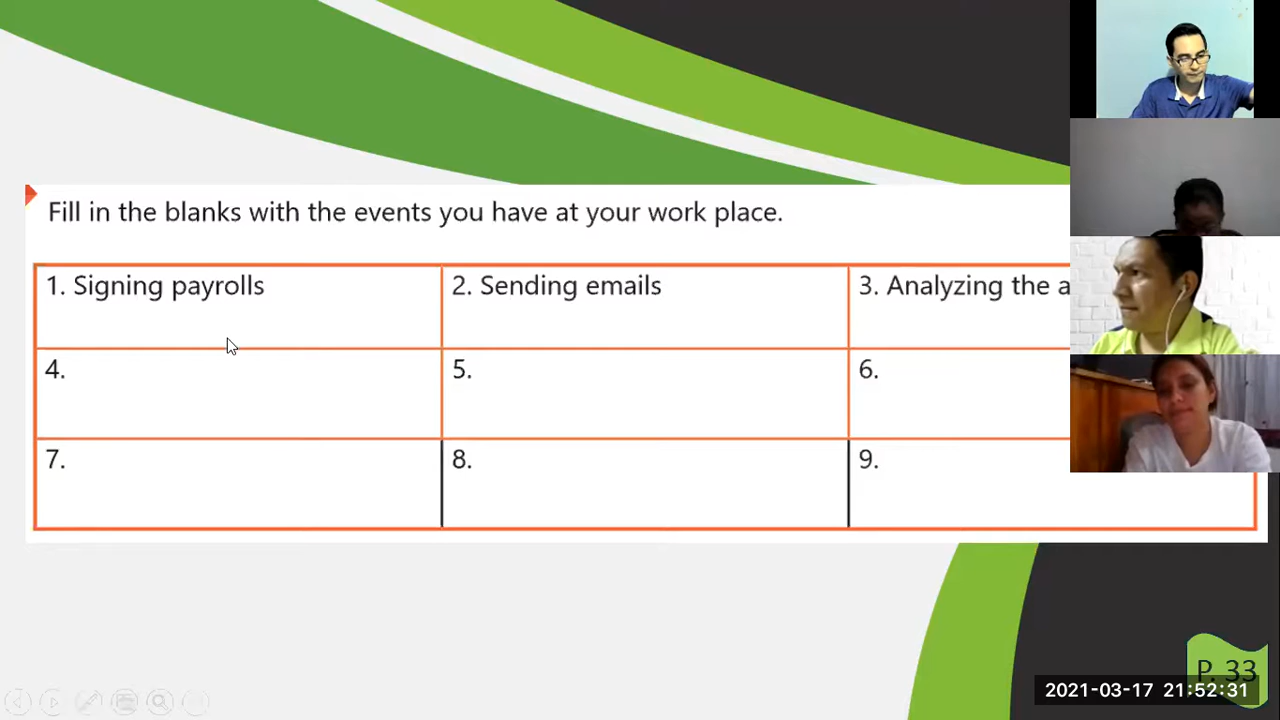 Fill in the blanks with the events you have at your work place.
1. Signing payrolls
2. Sending emails
3. Analyzing the a
4.
5.
6.
7.
8.
9.
P. 33
2021-03-17 21:52:31